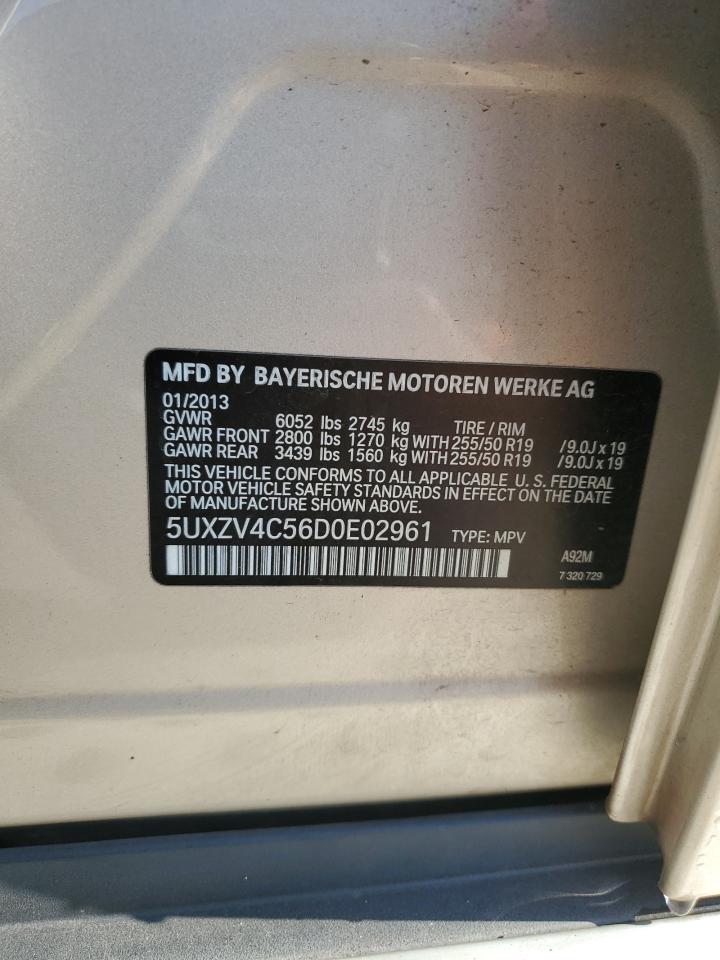 MFD BY BAYERISCHE MOTOREN WERKE AG
01/2013
GVWR 6052 lbs 2745 kg TIRE / RIM
GAWR FRONT 2800 lbs 1270 kg WITH 255/50 R19 /9.0J x 19
GAWR REAR 3439 lbs 1560 kg WITH 255/50 R19 /9.0J x 19
THIS VEHICLE CONFORMS TO ALL APPLICABLE U. S. FEDERAL
MOTOR VEHICLE SAFETY STANDARDS IN EFFECT ON THE DATE
OF MANUFACTURE SHOWN ABOVE.
5UXZV4C56D0E02961 TYPE: MPV
A92M
7 320 729